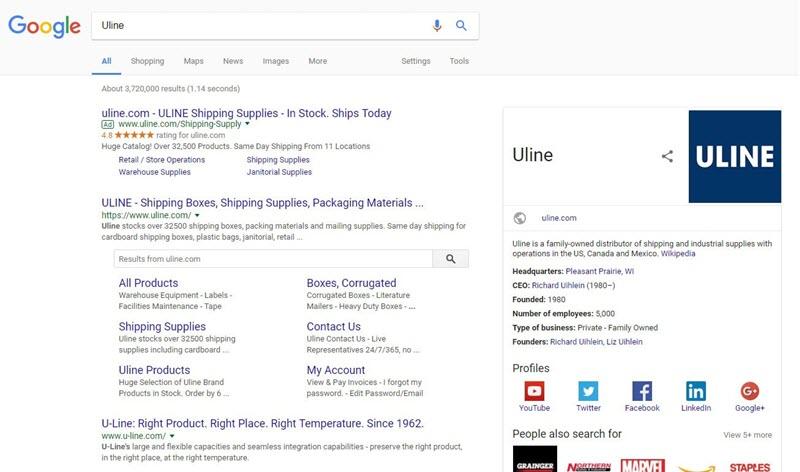 Google
Uline
All Shopping Maps News Images More Settings Tools
About 3,720,000 results (1.14 seconds)
uline.com - ULINE Shipping Supplies - In Stock. Ships Today
Ad www.uline.com/Shipping-Supply
4.8 ★★★★★ rating for uline.com
Huge Catalog! Over 32,500 Products. Same Day Shipping From 11 Locations
Retail / Store Operations Shipping Supplies
Warehouse Supplies Janitorial Supplies
ULINE - Shipping Boxes, Shipping Supplies, Packaging Materials ...
https://www.uline.com/
Uline stocks over 32500 shipping boxes, packing materials and mailing supplies. Same day shipping for
cardboard shipping boxes, plastic bags, janitorial, retail ...
Results from uline.com
All Products
Warehouse Equipment - Labels -
Facilities Maintenance - Tape
Boxes, Corrugated
Corrugated Boxes - Literature
Mailers - Heavy Duty Boxes - ...
Shipping Supplies
Uline stocks over 32500 shipping
supplies including cardboard ...
Contact Us
Uline Contact Us - Live
Representatives 24/7/365, no ...
Uline Products
Huge Selection of Uline Brand
Products in Stock. Order by 6 ...
My Account
View & Pay Invoices - I forgot my
password. - Edit Password/Email
U-Line: Right Product. Right Place. Right Temperature. Since 1962.
www.u-line.com/
U-Line's large and flexible capacities and seamless integration capabilities - preserve the right product,
in the right place, at the right temperature.
Uline
ULINE
uline.com
Uline is a family-owned distributor of shipping and industrial supplies with
operations in the US, Canada and Mexico. Wikipedia
Headquarters: Pleasant Prairie, WI
CEO: Richard Uihlein (1980–)
Founded: 1980
Number of employees: 5,000
Type of business: Private - Family Owned
Founders: Richard Uihlein, Liz Uihlein
Profiles
YouTube Twitter Facebook LinkedIn Google+
People also search for View 5+ more
GRAINGER NORTHERN MARVEL STAPLES